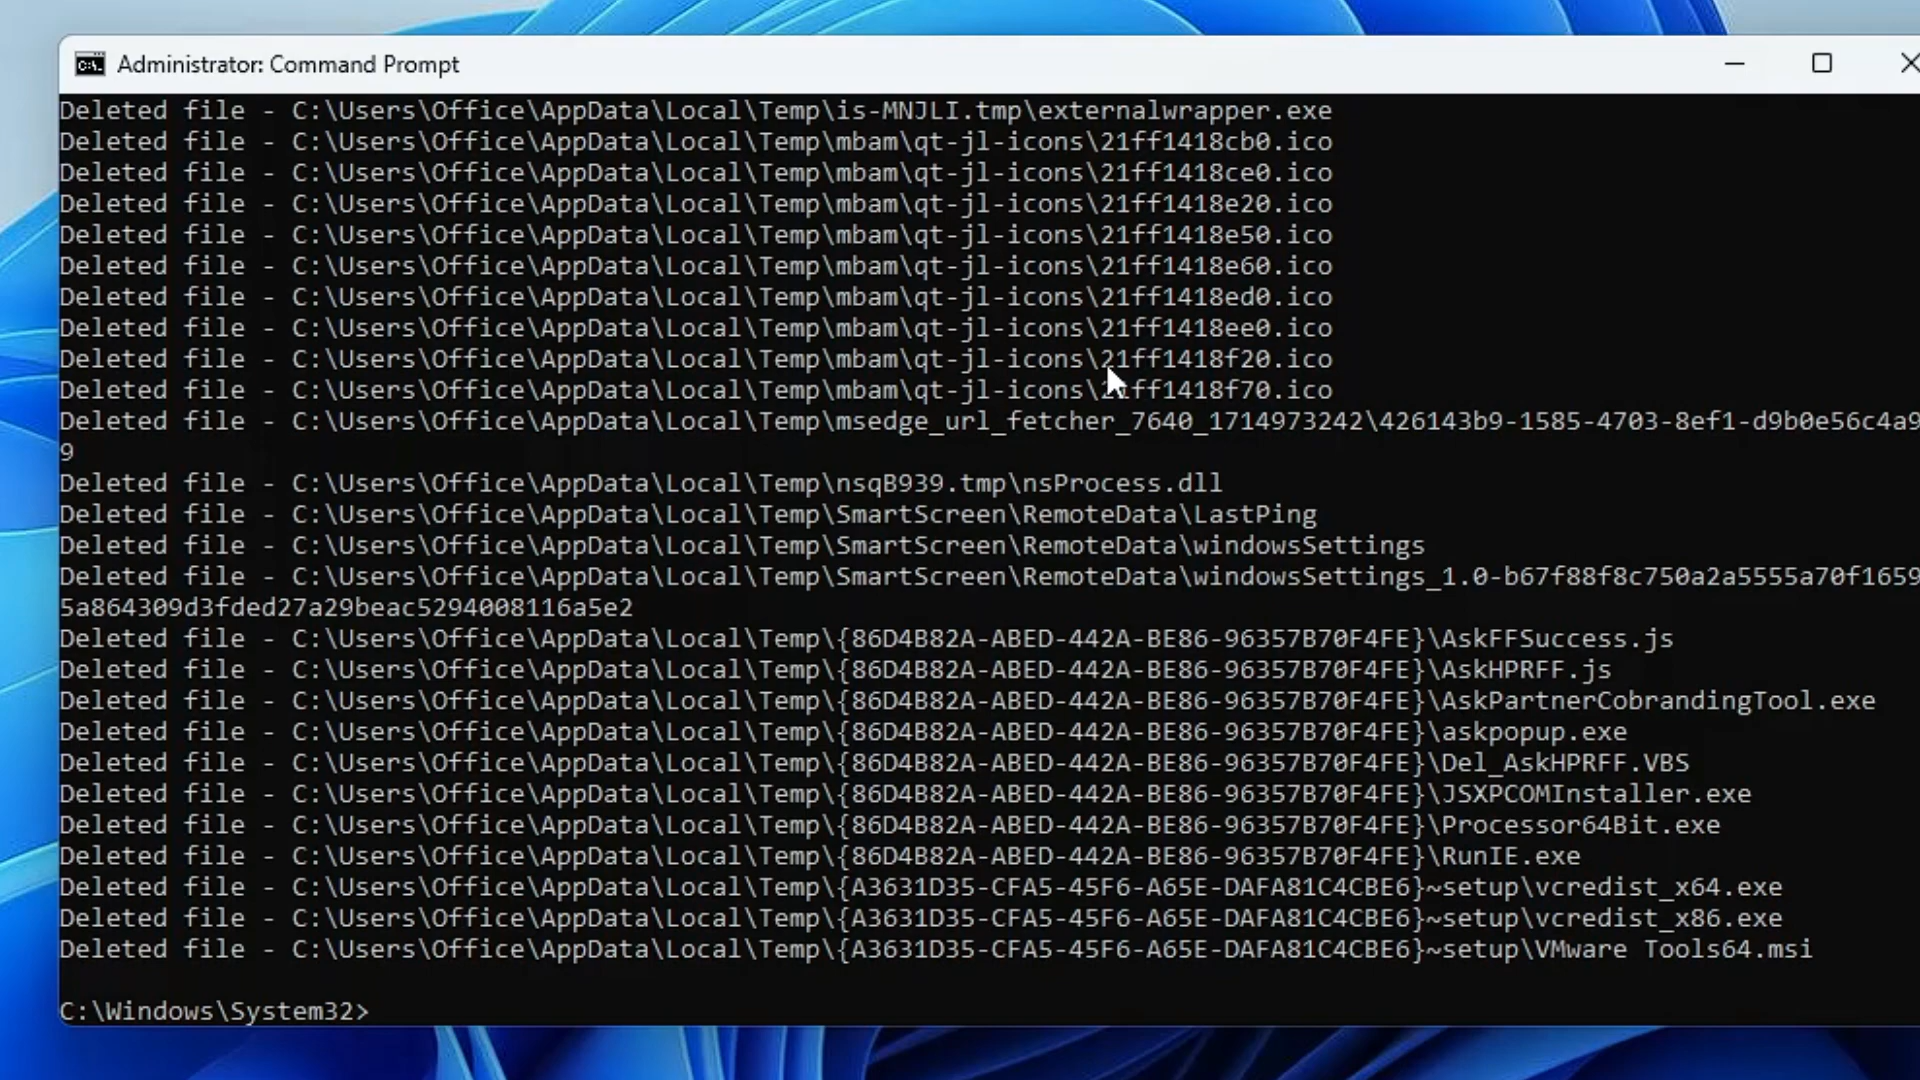 Administrator: Command Prompt
Deleted file - C:\Users\Office\AppData\Local\Temp\is-MNJLI.tmp\externalwrapper.exe
Deleted file - C:\Users\Office\AppData\Local\Temp\mbam\qt-jl-icons\21ff1418cb0.ico
Deleted file - C:\Users\Office\AppData\Local\Temp\mbam\qt-jl-icons\21ff1418ce0.ico
Deleted file - C:\Users\Office\AppData\Local\Temp\mbam\qt-jl-icons\21ff1418e20.ico
Deleted file - C:\Users\Office\AppData\Local\Temp\mbam\qt-jl-icons\21ff1418e50.ico
Deleted file - C:\Users\Office\AppData\Local\Temp\mbam\qt-jl-icons\21ff1418e60.ico
Deleted file - C:\Users\Office\AppData\Local\Temp\mbam\qt-jl-icons\21ff1418ed0.ico
Deleted file - C:\Users\Office\AppData\Local\Temp\mbam\qt-jl-icons\21ff1418ee0.ico
Deleted file - C:\Users\Office\AppData\Local\Temp\mbam\qt-jl-icons\21ff1418f20.ico
Deleted file - C:\Users\Office\AppData\Local\Temp\mbam\qt-jl-icons\21ff1418f70.ico
Deleted file - C:\Users\Office\AppData\Local\Temp\msedge_url_fetcher_7640_1714973242\426143b9-1585-4703-8ef1-d9b0e56c4a9
9
Deleted file - C:\Users\Office\AppData\Local\Temp\nsqB939.tmp\nsProcess.dll
Deleted file - C:\Users\Office\AppData\Local\Temp\SmartScreen\RemoteData\LastPing
Deleted file - C:\Users\Office\AppData\Local\Temp\SmartScreen\RemoteData\windowsSettings
Deleted file - C:\Users\Office\AppData\Local\Temp\SmartScreen\RemoteData\windowsSettings_1.0-b67f88f8c750a2a5555a70f1659
5a864309d3fded27a29beac5294008116a5e2
Deleted file - C:\Users\Office\AppData\Local\Temp\{86D4B82A-ABED-442A-BE86-96357B70F4FE}\AskFFSuccess.js
Deleted file - C:\Users\Office\AppData\Local\Temp\{86D4B82A-ABED-442A-BE86-96357B70F4FE}\AskHPRFF.js
Deleted file - C:\Users\Office\AppData\Local\Temp\{86D4B82A-ABED-442A-BE86-96357B70F4FE}\AskPartnerCobrandingTool.exe
Deleted file - C:\Users\Office\AppData\Local\Temp\{86D4B82A-ABED-442A-BE86-96357B70F4FE}\askpopup.exe
Deleted file - C:\Users\Office\AppData\Local\Temp\{86D4B82A-ABED-442A-BE86-96357B70F4FE}\Del_AskHPRFF.VBS
Deleted file - C:\Users\Office\AppData\Local\Temp\{86D4B82A-ABED-442A-BE86-96357B70F4FE}\JSXPCOMInstaller.exe
Deleted file - C:\Users\Office\AppData\Local\Temp\{86D4B82A-ABED-442A-BE86-96357B70F4FE}\Processor64Bit.exe
Deleted file - C:\Users\Office\AppData\Local\Temp\{86D4B82A-ABED-442A-BE86-96357B70F4FE}\RunIE.exe
Deleted file - C:\Users\Office\AppData\Local\Temp\{A3631D35-CFA5-45F6-A65E-DAFA81C4CBE6}~setup\vcredist_x64.exe
Deleted file - C:\Users\Office\AppData\Local\Temp\{A3631D35-CFA5-45F6-A65E-DAFA81C4CBE6}~setup\vcredist_x86.exe
Deleted file - C:\Users\Office\AppData\Local\Temp\{A3631D35-CFA5-45F6-A65E-DAFA81C4CBE6}~setup\VMware Tools64.msi
C:\Windows\System32>